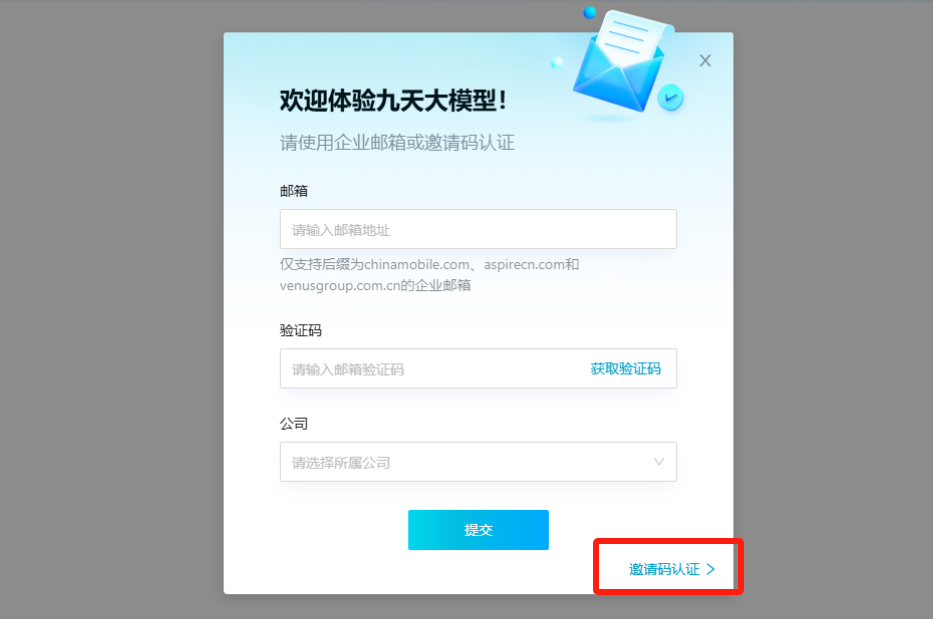 欢迎体验九天大模型！
请使用企业邮箱或邀请码认证
邮箱
请输入邮箱地址
仅支持后缀为chinamobile.com、aspirecn.com和
venusgroup.com.cn的企业邮箱
验证码
请输入邮箱验证码 获取验证码
公司
请选择所属公司
提交
邀请码认证